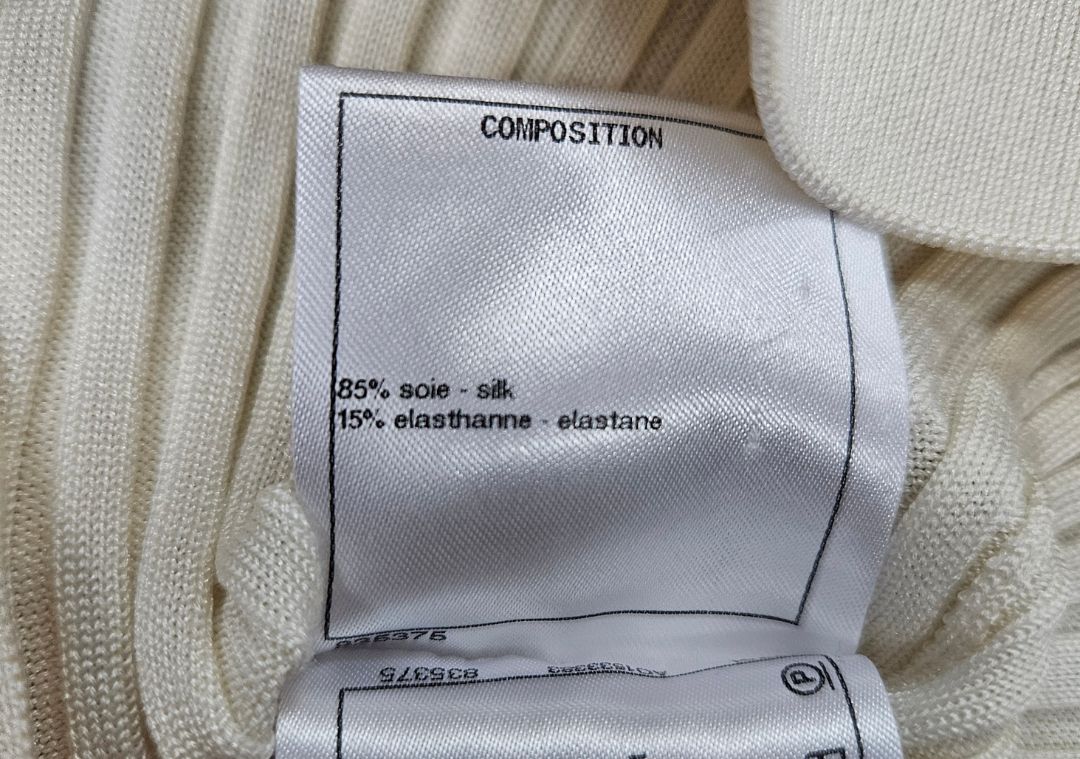 COMPOSITION
85% soie - silk
15% elasthanne - elastane
835375
835375
P